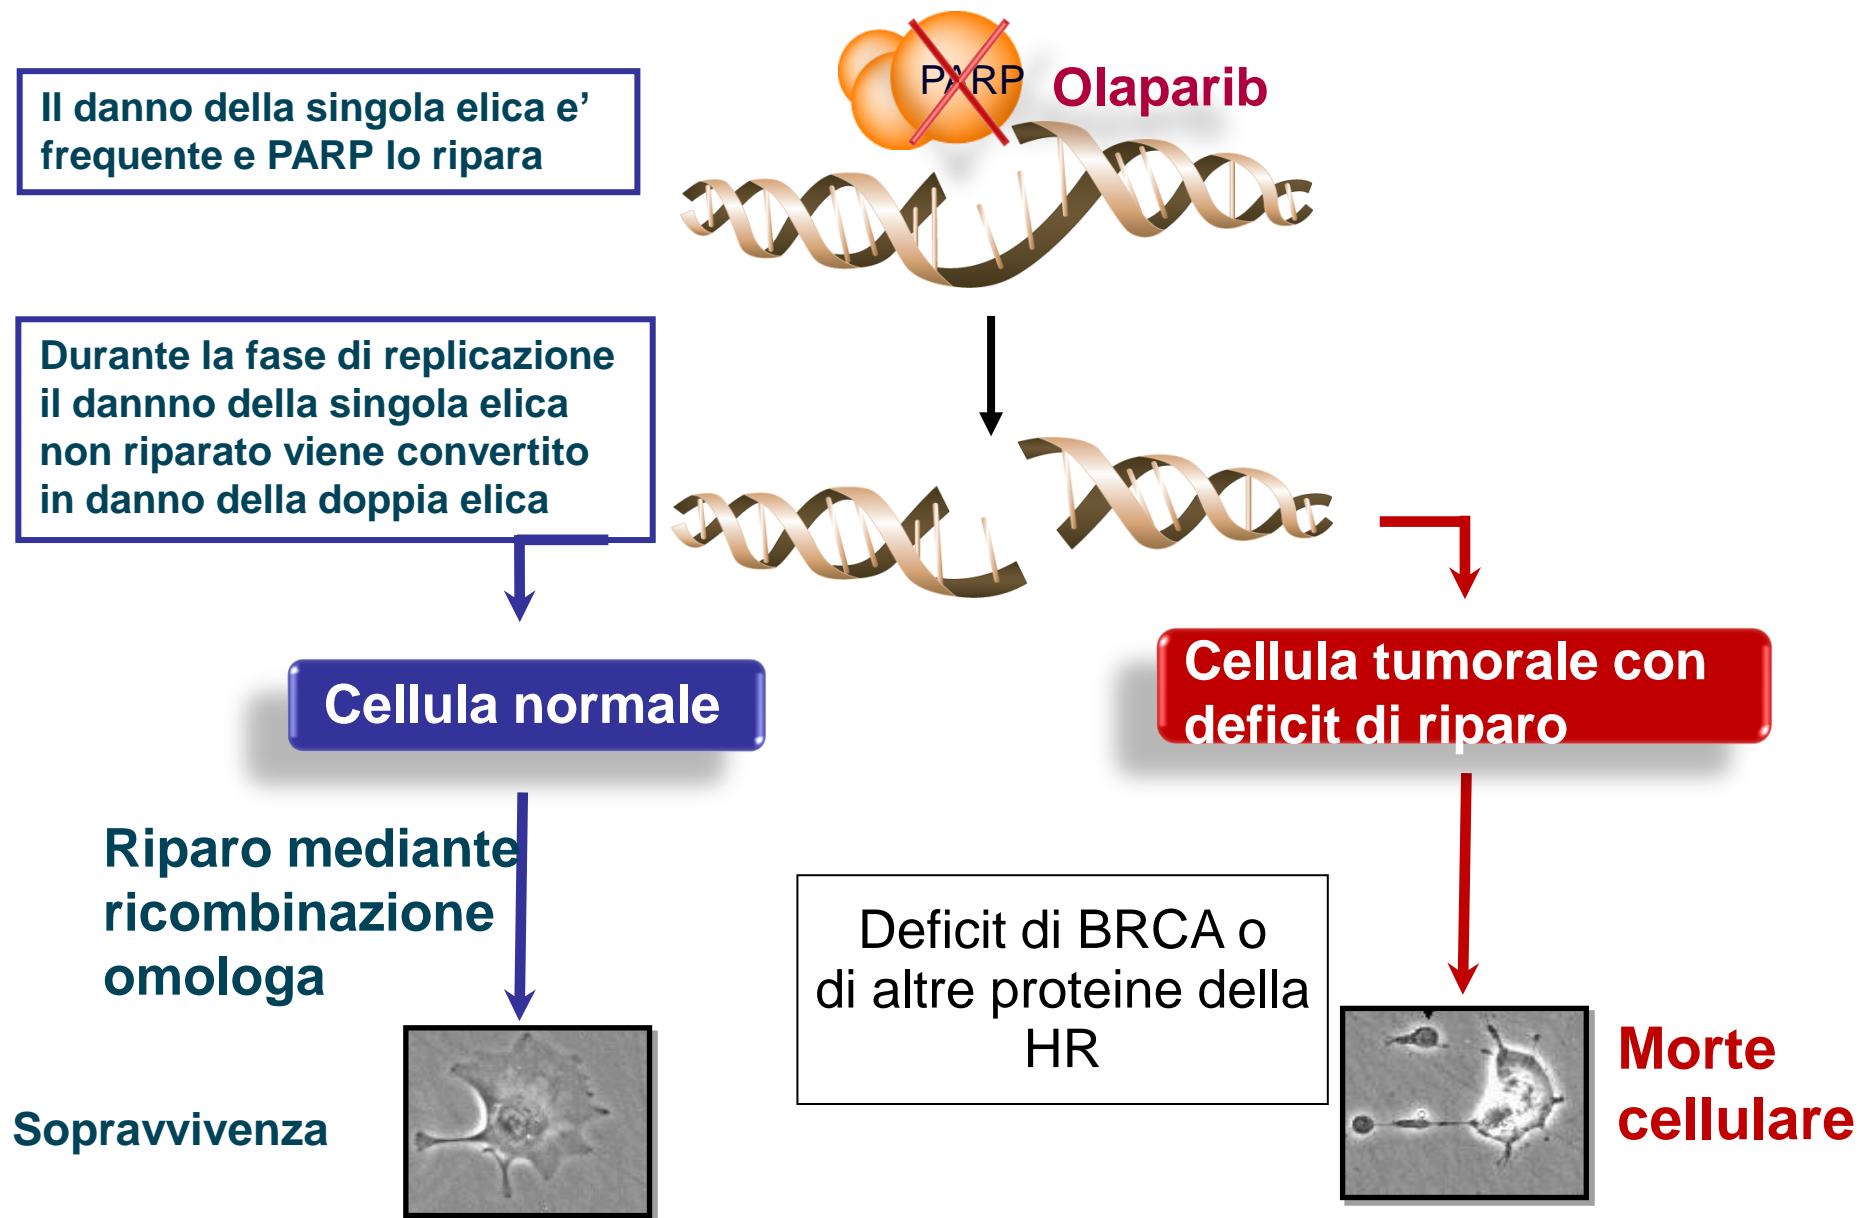 PARP
Olaparib
Il danno della singola elica e’
frequente e PARP lo ripara
Durante la fase di replicazione
il dannno della singola elica
non riparato viene convertito
in danno della doppia elica
Cellula normale
Cellula tumorale con
deficit di riparo
Riparo mediante
ricombinazione
omologa
Deficit di BRCA o
di altre proteine della
HR
Sopravvivenza
Morte
cellulare